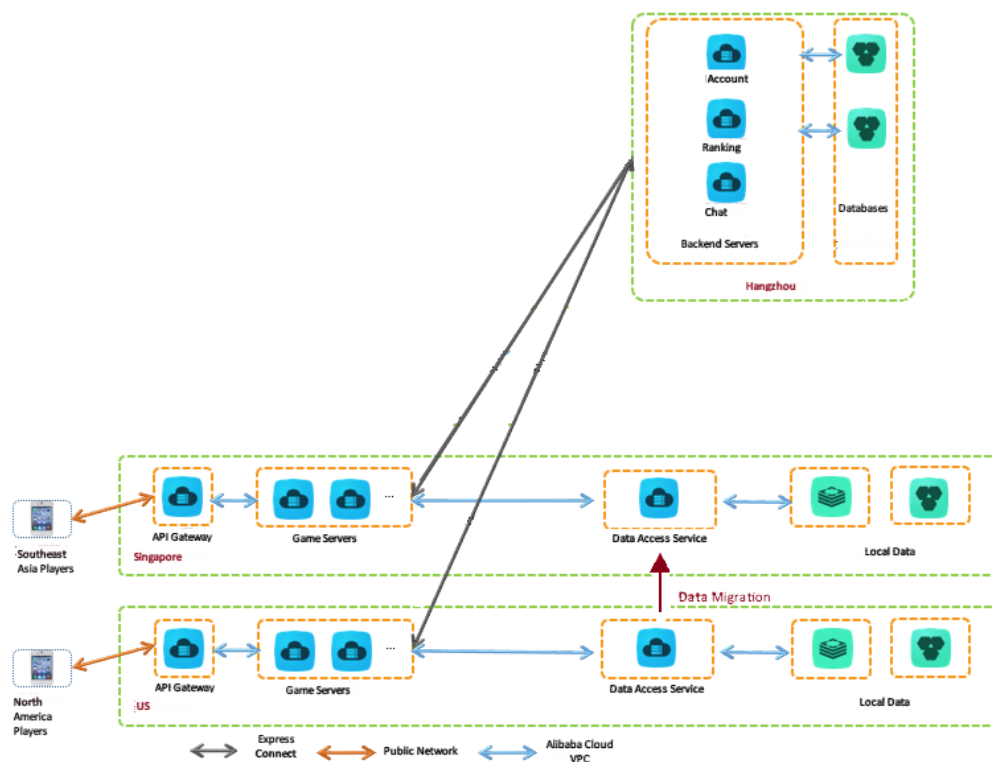 Account
Ranking
Chat
Backend Servers
Databases
Hangzhou
...
API Gateway
Game Servers
Data Access Service
Local Data
Singapore
Southeast
Asia Players
Data Migration
...
API Gateway
Game Servers
Data Access Service
Local Data
US
North
America
Players
Express
Connect
Public Network
Alibaba Cloud
VPC